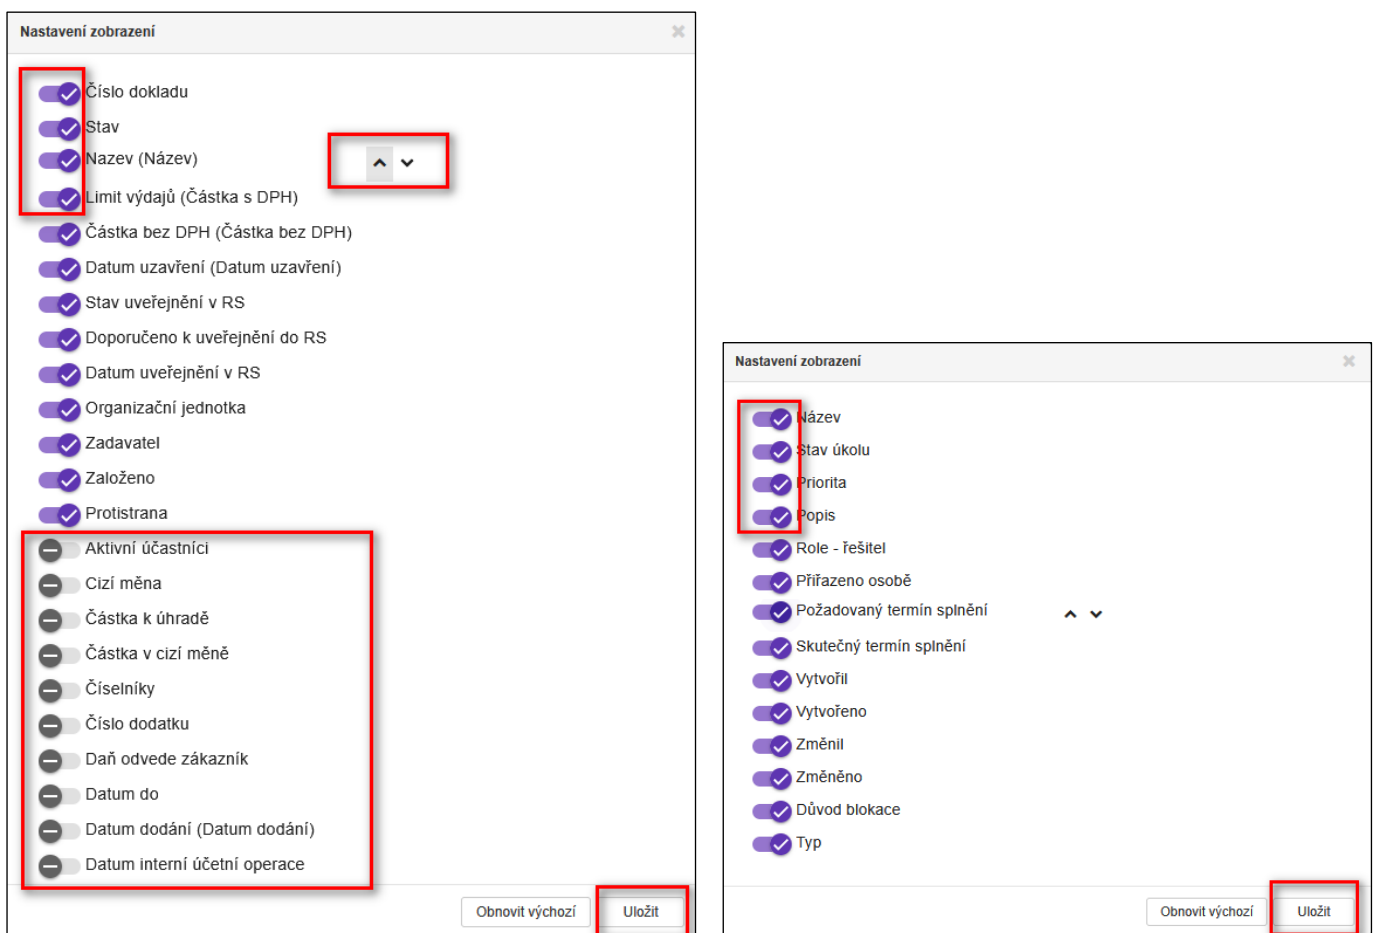 Nastavení zobrazení
Číslo dokladu
Stav
Nazev (Název)
Limit výdajů (Částka s DPH)
Částka bez DPH (Částka bez DPH)
Datum uzavření (Datum uzavření)
Stav uveřejnění v RS
Doporučeno k uveřejnění do RS
Datum uveřejnění v RS
Organizační jednotka
Zadavatel
Založeno
Protistrana
Aktivní účastníci
Cizí měna
Částka k úhradě
Částka v cizí měně
Číselníky
Číslo dodatku
Daň odvede zákazník
Datum do
Datum dodání (Datum dodání)
Datum interní účetní operace
Obnovit výchozí
Uložit
Nastavení zobrazení
Název
Stav úkolu
Priorita
Popis
Role - řešitel
Přiřazeno osobě
Požadovaný termín splnění
Skutečný termín splnění
Vytvořil
Vytvořeno
Změnil
Změněno
Důvod blokace
Typ
Obnovit výchozí
Uložit